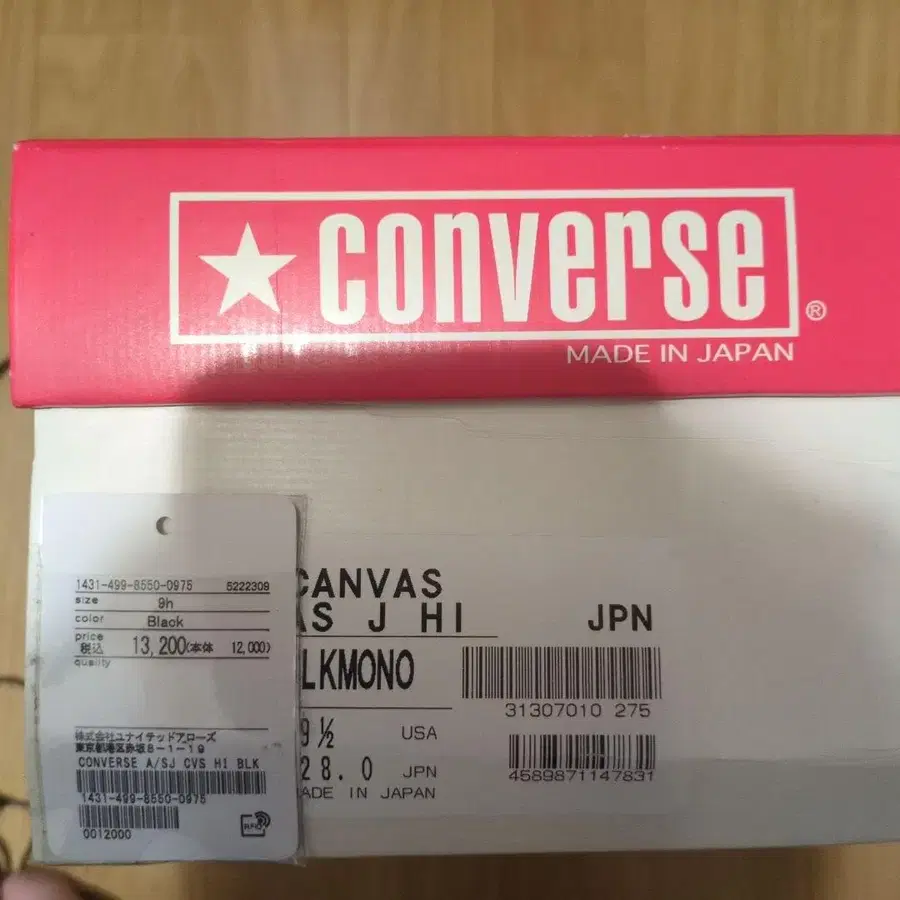 CONVERSE ®
MADE IN JAPAN
1431-499-8550-0975 5222309
size 9h
color Black
price
税込 13,200(本体 12,000)
quality
株式会社ユナイテッドアローズ
東京都港区赤坂8-1-19
CONVERSE A/SJ CVS HI BLK
1431-499-8550-0975
0012000
RFID
CANVAS
AS J HI JPN
LKMONO
31307010 275
9½ USA
28.0 JPN
4589871147831
MADE IN JAPAN